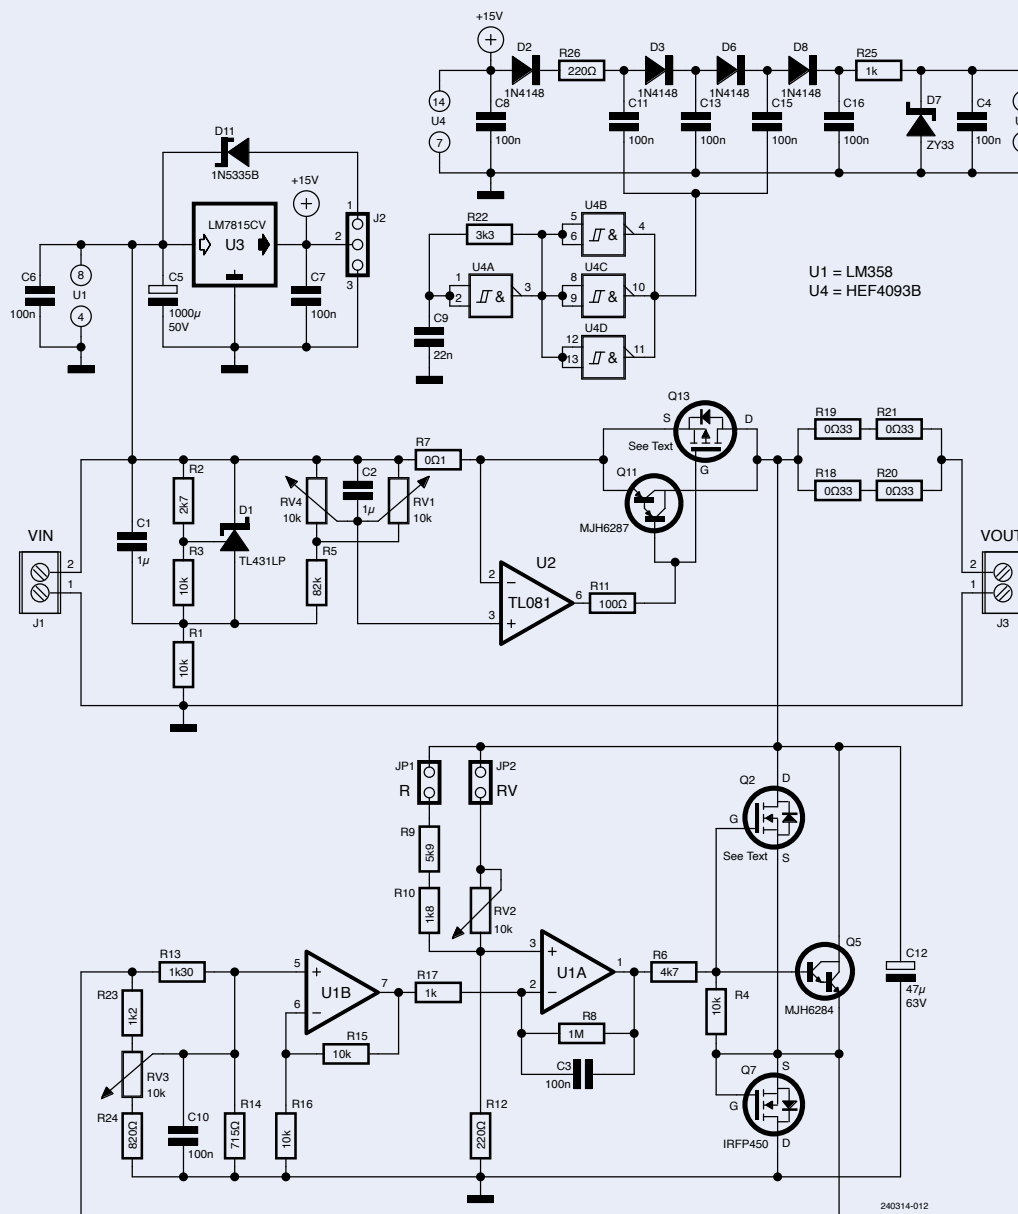 +15V
D2
1N4148
R26
220Ω
D3
1N4148
D6
1N4148
D8
1N4148
R25
1k
14
U4
7
C8
100n
C11
100n
C13
100n
C15
100n
C16
100n
D7
ZY33
C4
100n
D11
1N5335B
+15V
LM7815CV
U3
1
J2
2
3
C6
100n
8
U1
4
C5
1000µ
50V
C7
100n
R22
3k3
U4A
1
2
&
3
C9
22n
U4B
5
6
&
4
U4C
8
9
&
10
U4D
12
13
&
11
U1 = LM358
U4 = HEF4093B
Q13
S
D
See Text
G
Q11
MJH6287
R19
0Ω33
R21
0Ω33
R18
0Ω33
R20
0Ω33
R7
0Ω1
R2
2k7
D1
TL431LP
RV4
10k
C2
1µ
RV1
10k
C1
1µ
R3
10k
R5
82k
R1
10k
VIN
2
1
J1
U2
2
−
TL081
6
3
+
R11
100Ω
VOUT
2
1
J3
JP1
R
JP2
RV
R9
5k9
R10
1k8
RV2
10k
Q2
D
G
See Text
S
R13
1k30
R23
1k2
RV3
10k
R24
820Ω
C10
100n
R14
715Ω
5
+
U1B
7
6
−
R15
10k
R16
10k
R17
1k
3
+
U1A
1
2
−
R8
1M
C3
100n
R12
220Ω
R6
4k7
R4
10k
Q5
MJH6284
Q7
S
G
IRFP450
D
C12
47µ
63V
240314-012